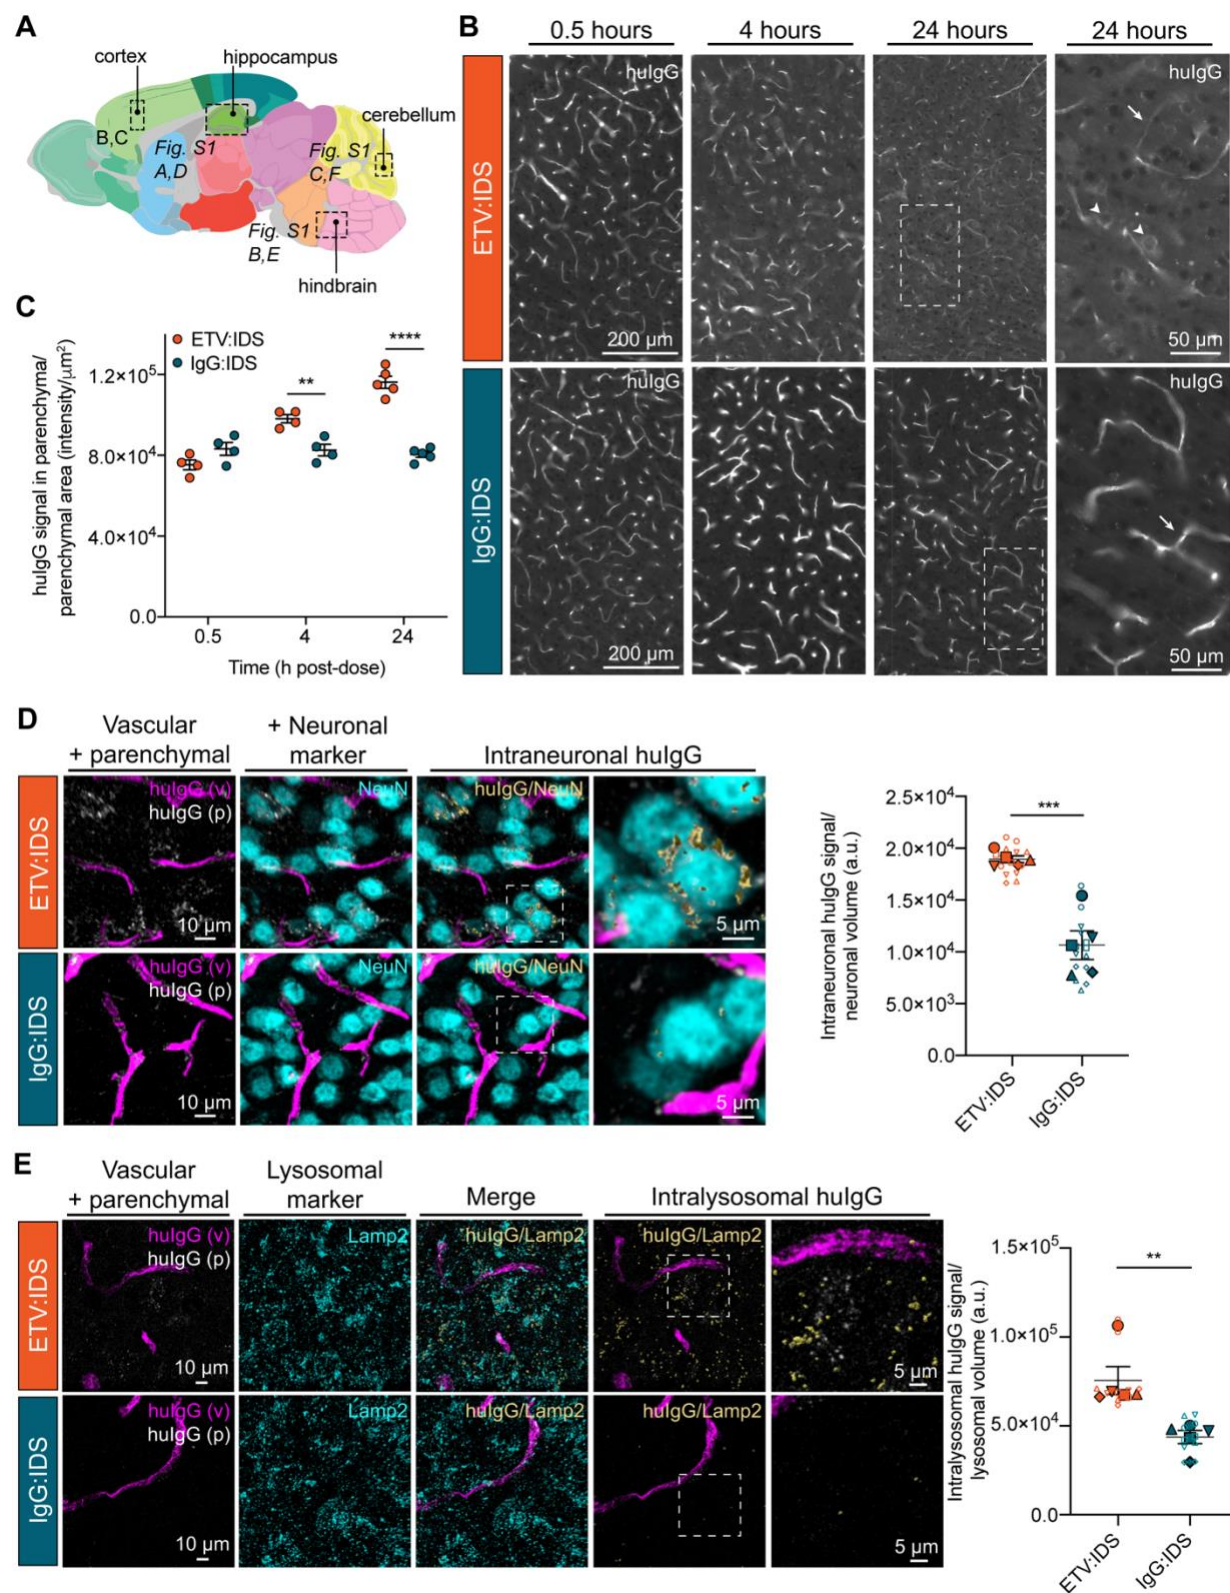 A
cortex
hippocampus
cerebellum
B,C
Fig. S1
A,D
Fig. S1
C,F
Fig. S1
B,E
hindbrain
B
0.5 hours
4 hours
24 hours
24 hours
ETV:IDS
huIgG
huIgG
200 µm
50 µm
IgG:IDS
huIgG
huIgG
200 µm
50 µm
C
huIgG signal in parenchyma/
parenchymal area (intensity/µm²)
ETV:IDS
IgG:IDS
**
****
1.2×10⁵
8.0×10⁴
4.0×10⁴
0.0
0.5
4
24
Time (h post-dose)
D
Vascular
+ parenchymal
+ Neuronal
marker
Intraneuronal huIgG
ETV:IDS
huIgG (v)
huIgG (p)
NeuN
huIgG/NeuN
10 µm
5 µm
IgG:IDS
huIgG (v)
huIgG (p)
NeuN
huIgG/NeuN
10 µm
5 µm
Intraneuronal huIgG signal/
neuronal volume (a.u.)
2.5×10⁴
2.0×10⁴
1.5×10⁴
1.0×10⁴
5.0×10³
0.0
***
ETV:IDS
IgG:IDS
E
Vascular
+ parenchymal
Lysosomal
marker
Merge
Intralysosomal huIgG
ETV:IDS
huIgG (v)
huIgG (p)
Lamp2
huIgG/Lamp2
huIgG/Lamp2
10 µm
5 µm
IgG:IDS
huIgG (v)
huIgG (p)
Lamp2
huIgG/Lamp2
huIgG/Lamp2
10 µm
5 µm
Intralysosomal huIgG signal/
lysosomal volume (a.u.)
1.5×10⁵
1.0×10⁵
5.0×10⁴
0.0
**
ETV:IDS
IgG:IDS